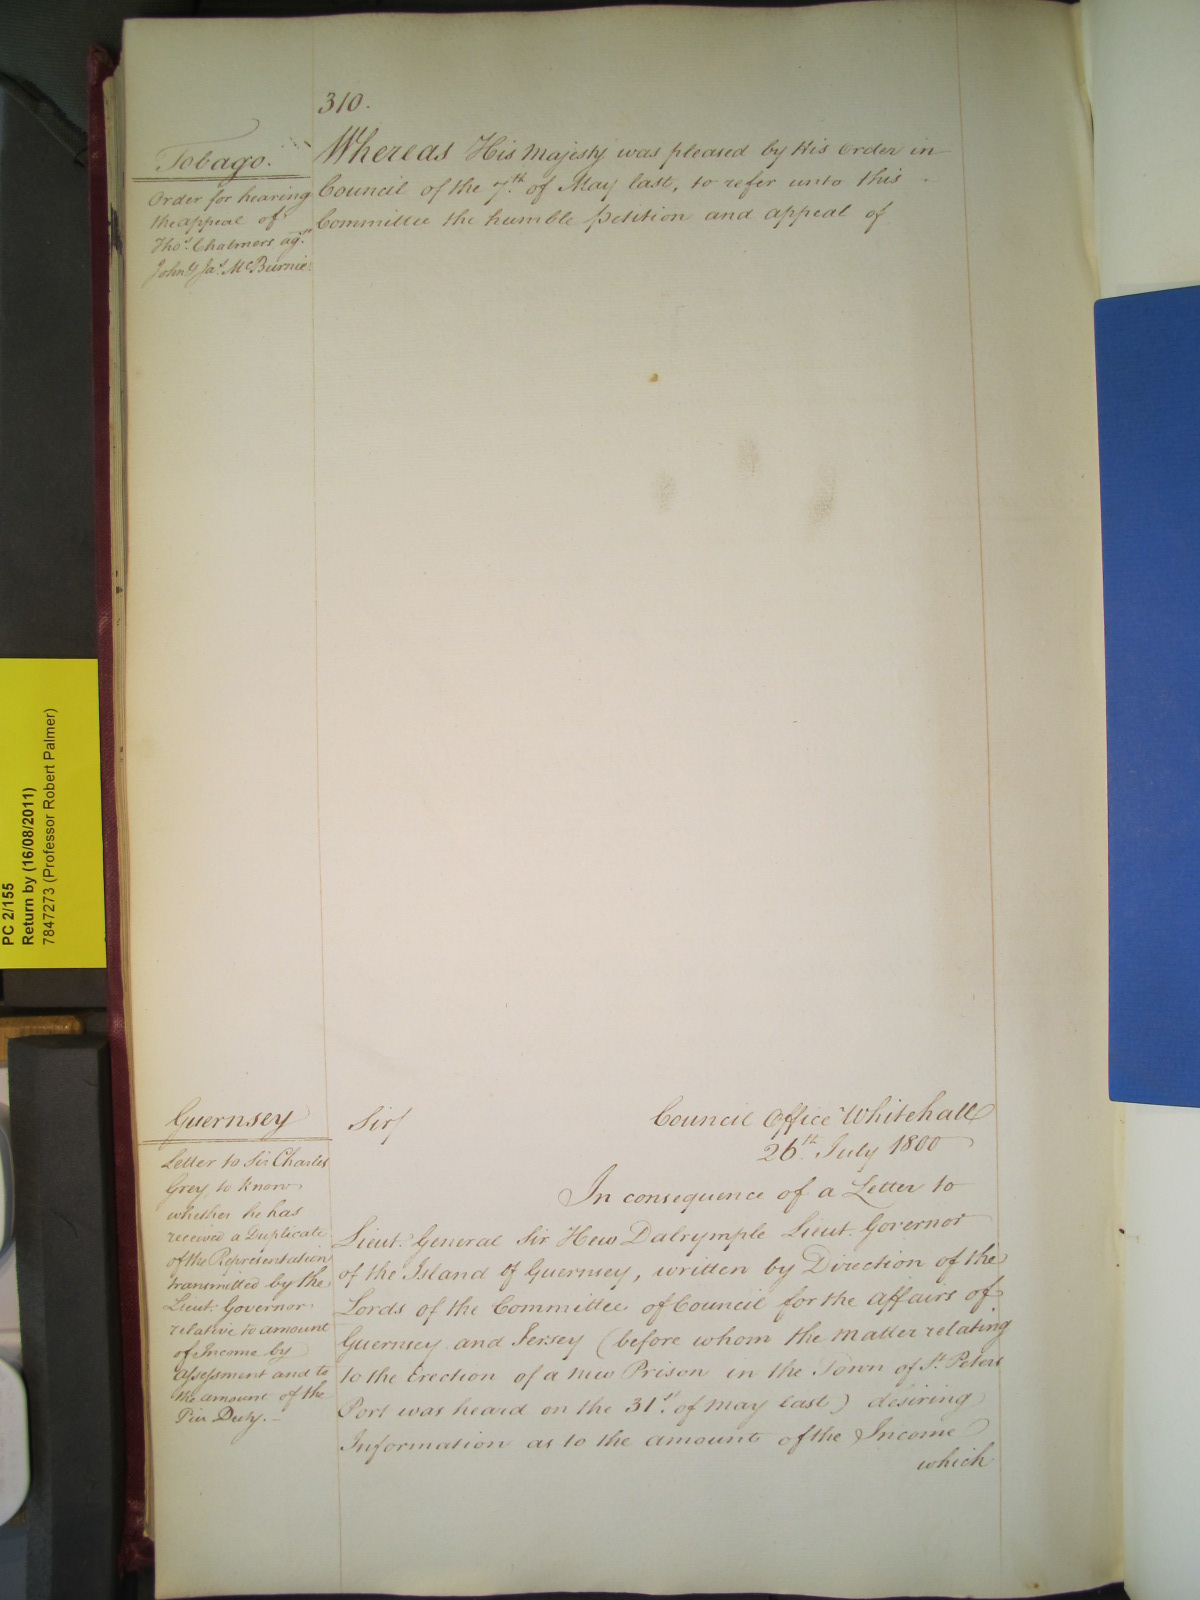 310.
Tobago.
Order for hearing
the appeal of
Thos. Chalmers agst.
John & Jas. McBurnie.
Whereas His Majesty was pleased by His Order in
Council of the 7.th of May last, to refer unto this
Committee the humble petition and appeal of
Guernsey
Letter to Sir Charles
Grey, to know
whether he has
received a Duplicate
of the Representation
transmitted by the
Lieut. Governor
relative to amount
of Income by
assessment and to
the amount of the
Pier Duty.
Sir/
Council Office Whitehall
26th July 1800
In consequence of a Letter to
Lieut. General Sir Hew Dalrymple Lieut. Governor
of the Island of Guernsey, written by Direction of the
Lords of the Committee of Council for the affairs of
Guernsey and Jersey (before whom the matter relating
to the Erection of a new Prison in the Town of St. Peters
Port was heard on the 31st. of May last) desiring
Information as to the amount of the Income
which
PC 2/155
Return by (16/08/2011)
7847273 (Professor Robert Palmer)